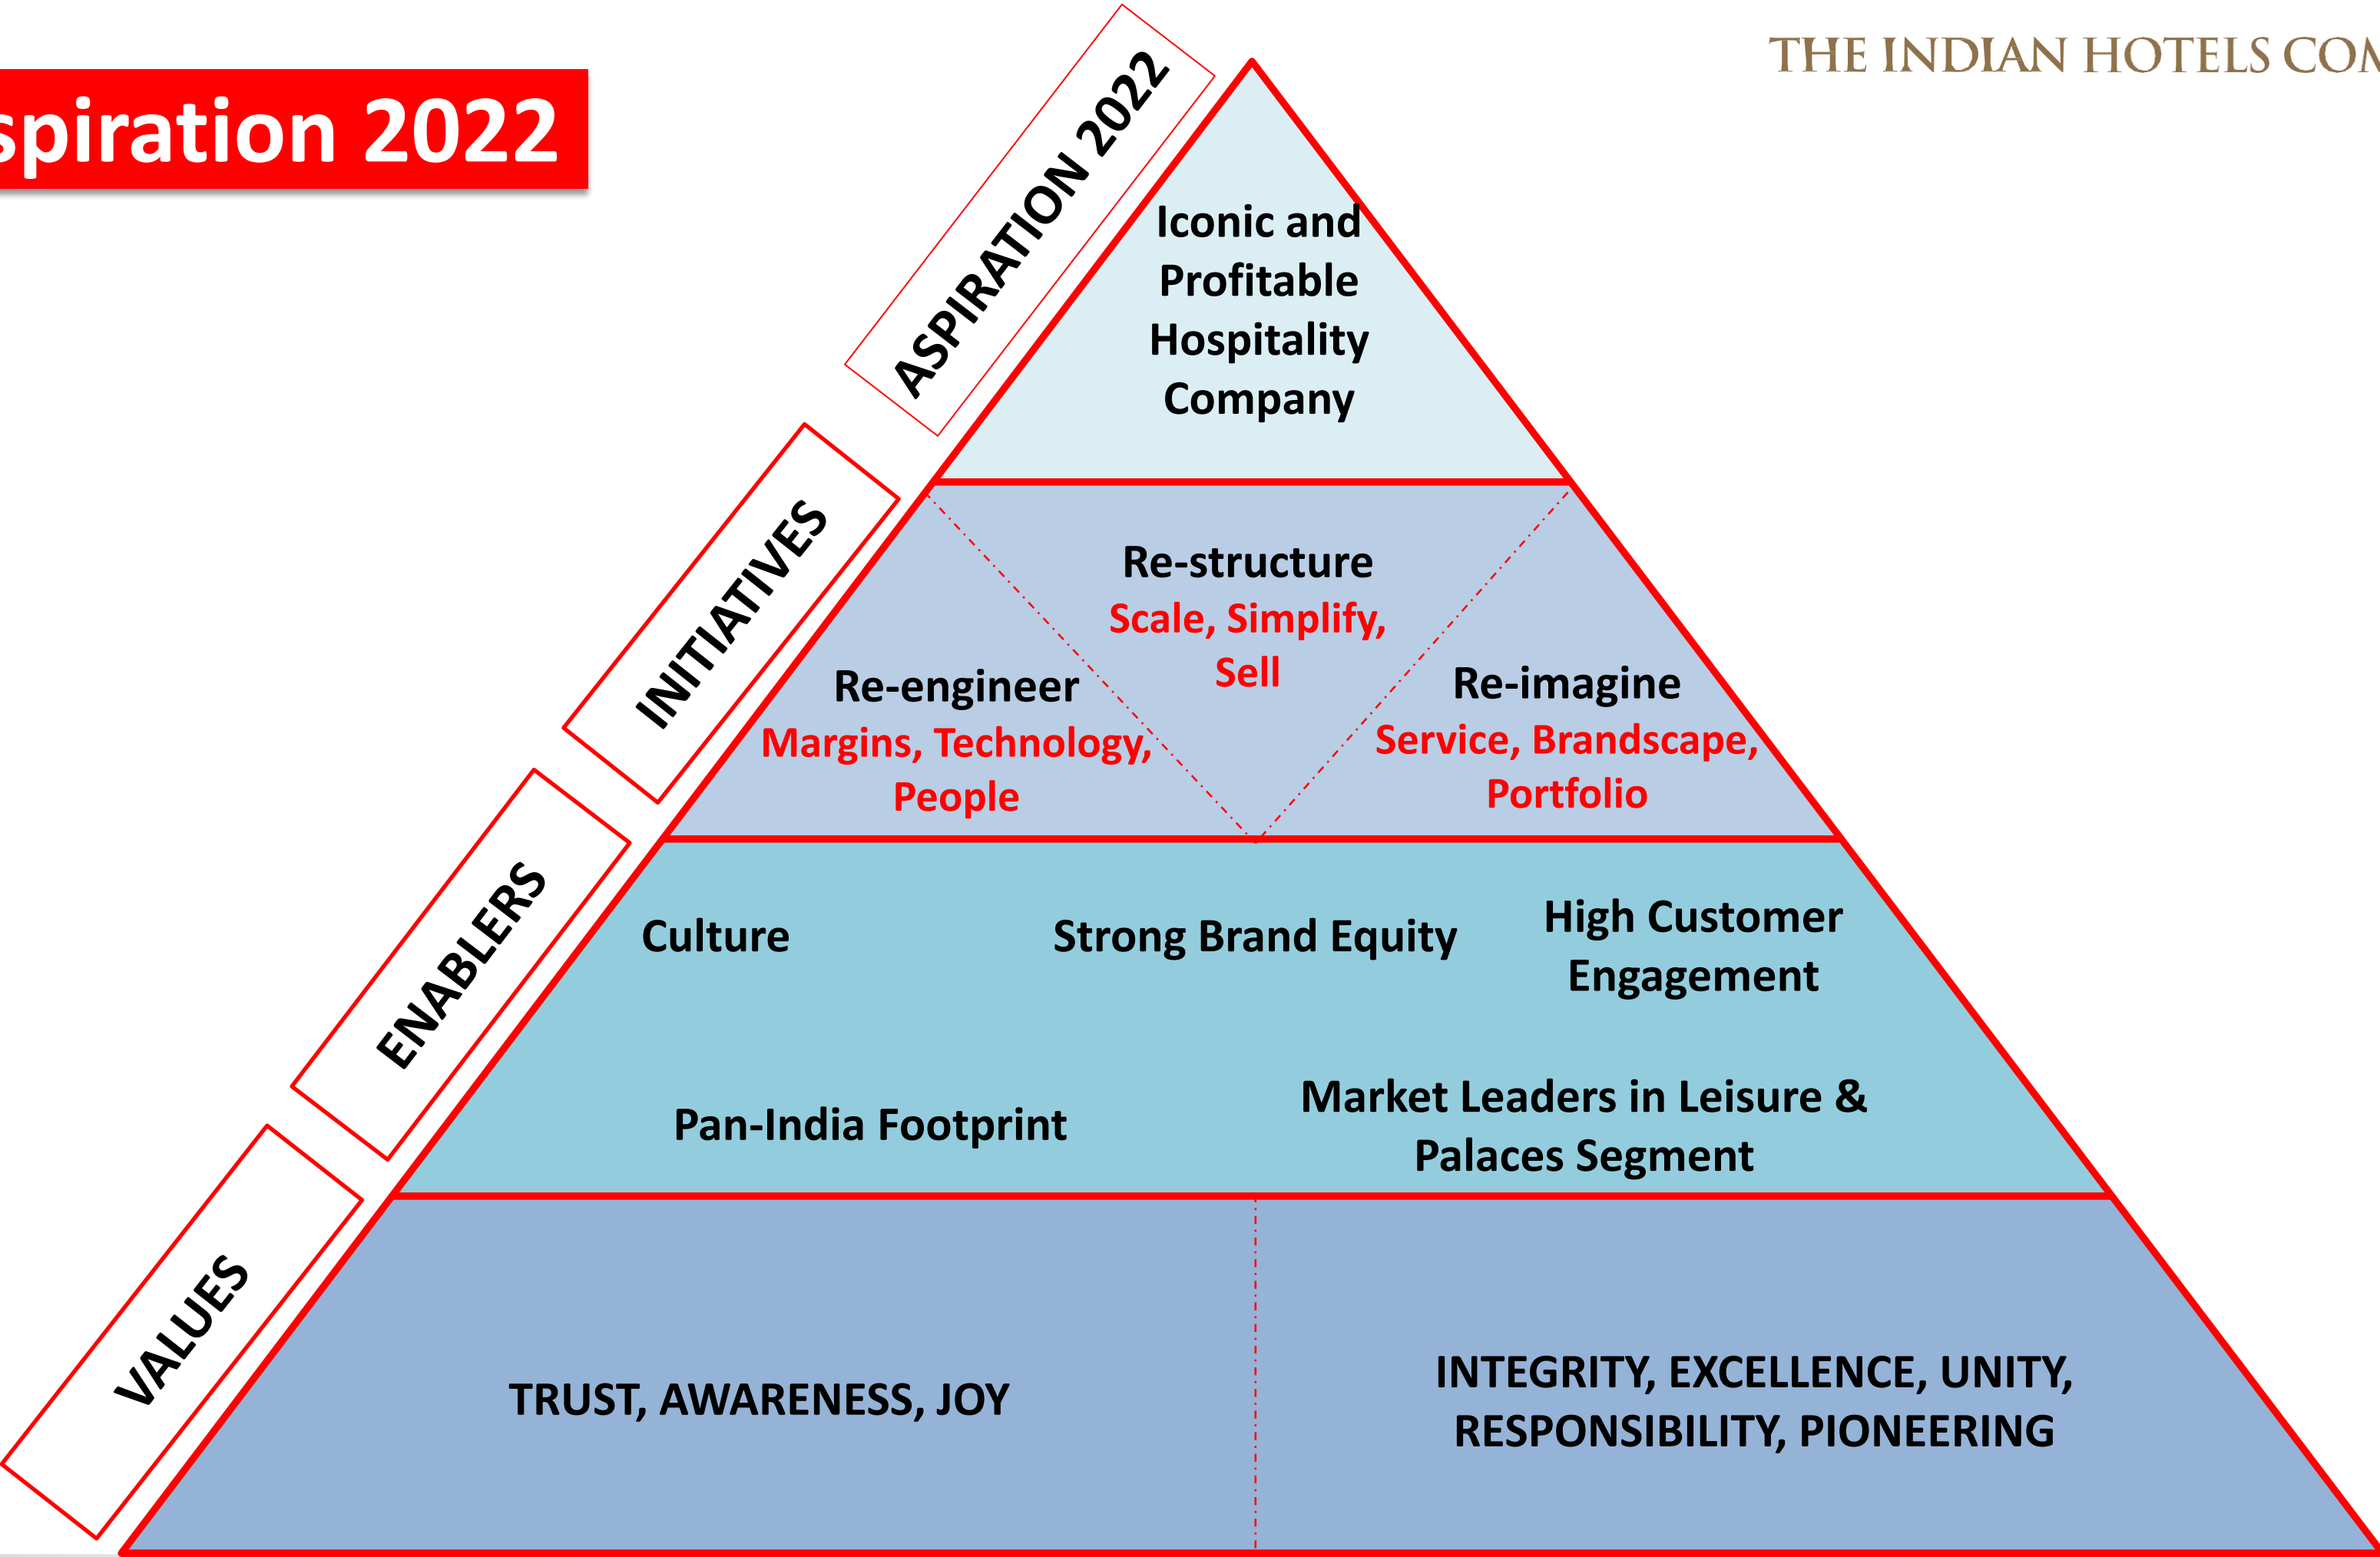 spiration 2022
THE INDIAN HOTELS COM
ASPIRATION 2022
Iconic and
Profitable
Hospitality
Company
INITIATIVES
Re-structure
Scale, Simplify,
Sell
Re-engineer
Margins, Technology,
People
Re-imagine
Service, Brandscape,
Portfolio
ENABLERS
Culture
Strong Brand Equity
High Customer
Engagement
Pan-India Footprint
Market Leaders in Leisure &
Palaces Segment
VALUES
TRUST, AWARENESS, JOY
INTEGRITY, EXCELLENCE, UNITY,
RESPONSIBILITY, PIONEERING